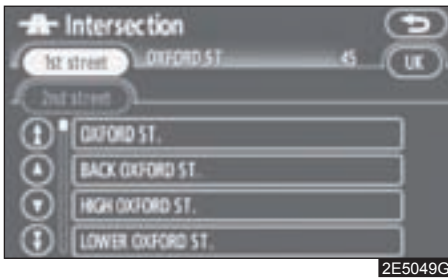 Intersection
1st street OXFORD ST. 45 UK
2nd street
OXFORD ST.
BACK OXFORD ST.
HIGH OXFORD ST.
LOWER OXFORD ST.
2E5049G